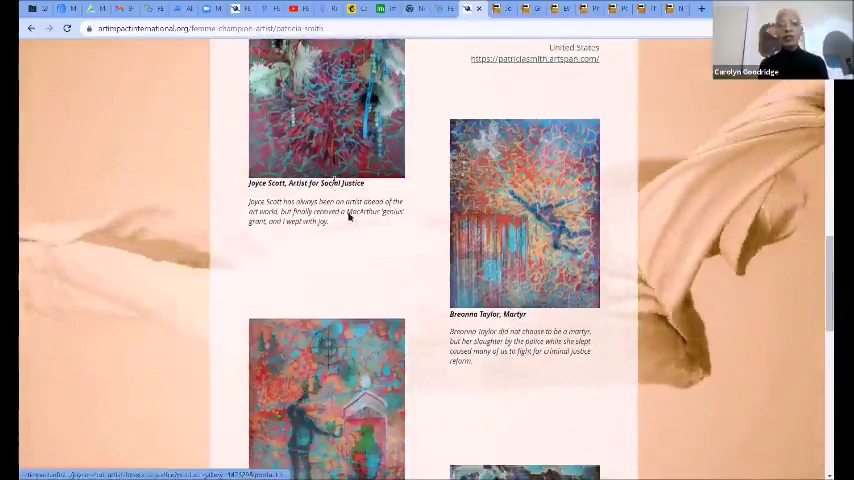 artimpactinternational.org/femme-champion-artist/patricia-smith
Carolyn Goodridge
United States
https://patriciasmith.artspan.com/
Joyce Scott, Artist for Social Justice
Joyce Scott has always been an artist ahead of the
art world, but finally received a MacArthur 'genius'
grant, and I wept with joy.
Breonna Taylor, Martyr
Breonna Taylor did not choose to be a martyr,
but her slaughter by the police while she slept
caused many of us to fight for criminal justice
reform.